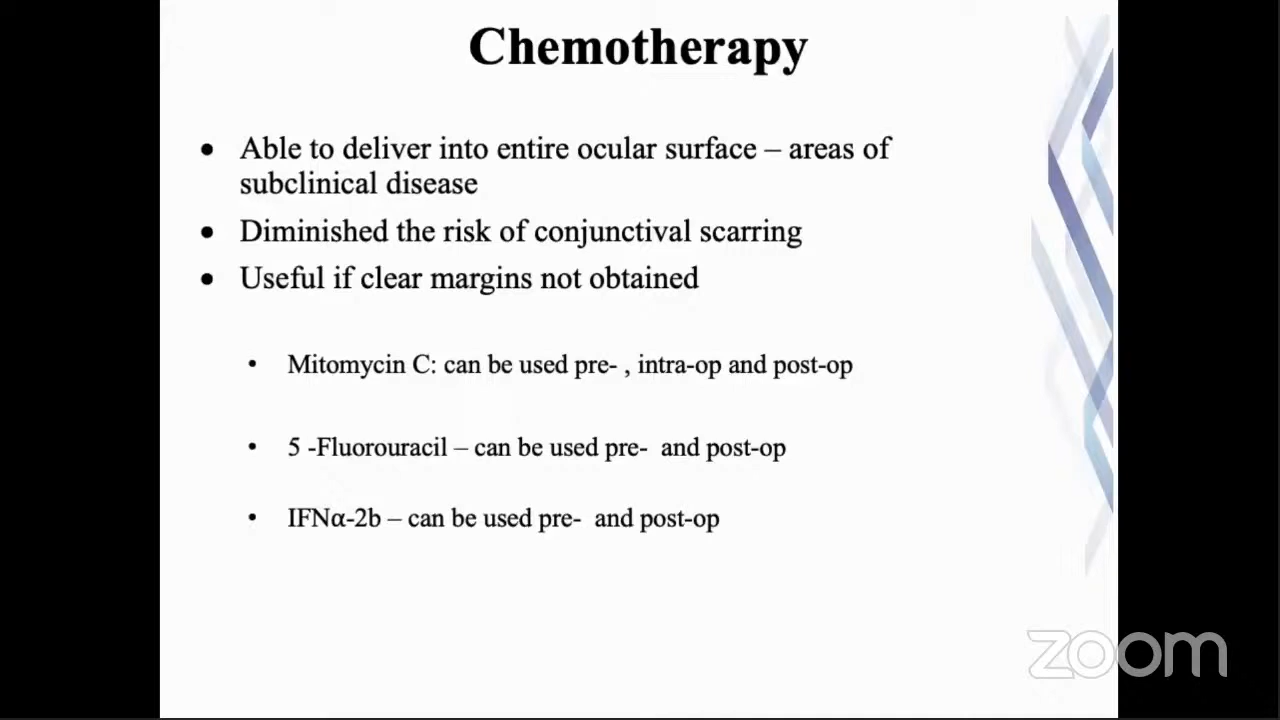 Chemotherapy
• Able to deliver into entire ocular surface – areas of
subclinical disease
• Diminished the risk of conjunctival scarring
• Useful if clear margins not obtained
• Mitomycin C: can be used pre- , intra-op and post-op
• 5 -Fluorouracil – can be used pre-  and post-op
• IFNα-2b – can be used pre-  and post-op
zoom